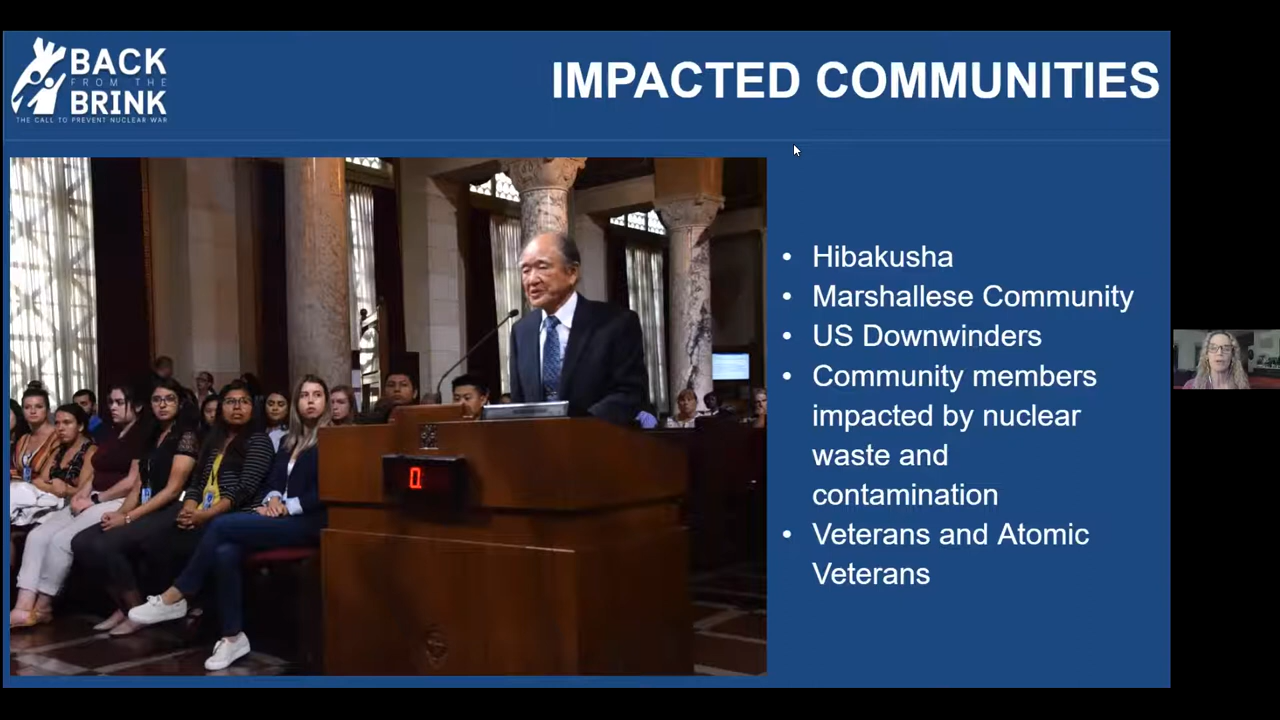 BACK
FROM THE
BRINK
THE CALL TO PREVENT NUCLEAR WAR
IMPACTED COMMUNITIES
• Hibakusha
• Marshallese Community
• US Downwinders
• Community members
impacted by nuclear
waste and
contamination
• Veterans and Atomic
Veterans
0